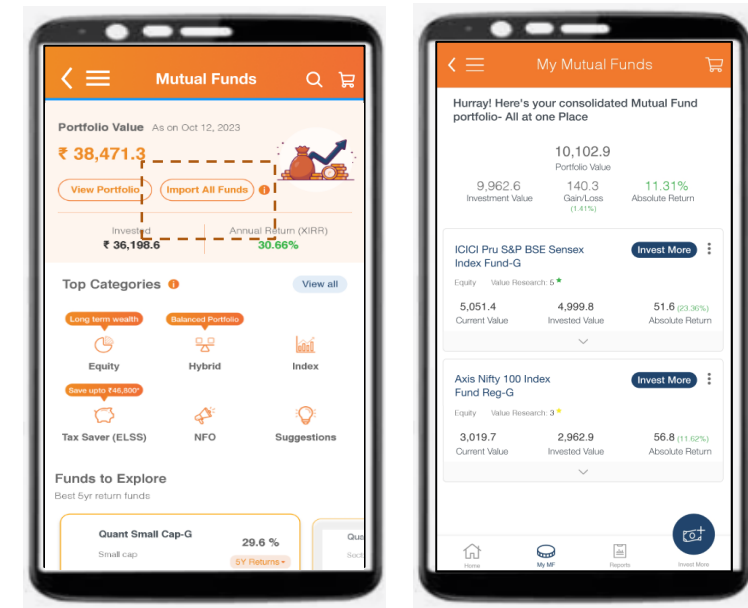 Mutual Funds
Portfolio Value As on Oct 12, 2023
₹ 38,471.3
View Portfolio Import All Funds i
Invested Annual Return (XIRR)
₹ 36,198.6 30.66%
Top Categories i View all
Long term wealth Balanced Portfolio
Equity Hybrid Index
Save upto ₹46,800*
Tax Saver (ELSS) NFO Suggestions
Funds to Explore
Best 5yr return funds
Quant Small Cap-G 29.6 % Qua
Small cap 5Y Returns Sect
My Mutual Funds
Hurray! Here's your consolidated Mutual Fund
portfolio- All at one Place
10,102.9
Portfolio Value
9,962.6 140.3 11.31%
Investment Value Gain/Loss Absolute Return
(1.41%)
ICICI Pru S&P BSE Sensex Invest More
Index Fund-G
Equity Value Research: 5 ★
5,051.4 4,999.8 51.6 (23.36%)
Current Value Invested Value Absolute Return
Axis Nifty 100 Index Invest More
Fund Reg-G
Equity Value Research: 3 ★
3,019.7 2,962.9 56.8 (11.62%)
Current Value Invested Value Absolute Return
Home My MF Reports Invest More